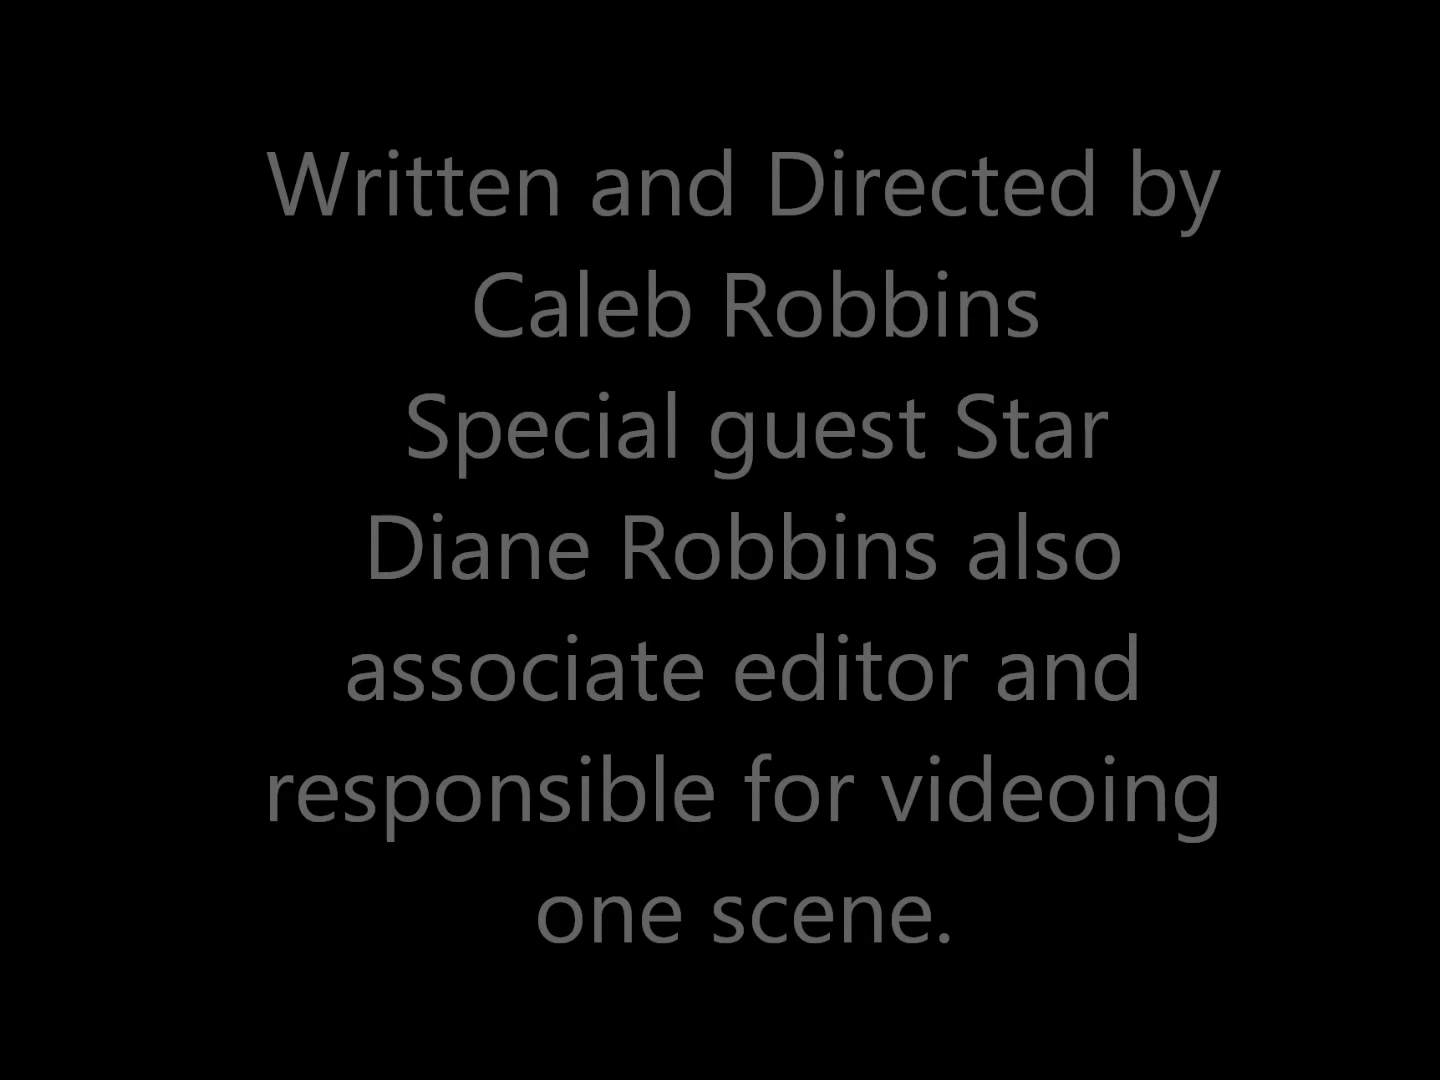 Written and Directed by
Caleb Robbins
Special guest Star
Diane Robbins also
associate editor and
responsible for videoing
one scene.